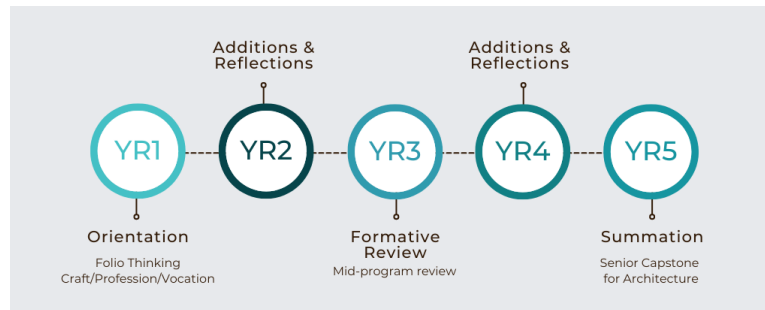 Additions &
Reflections
Additions &
Reflections
YR1
YR2
YR3
YR4
YR5
Orientation
Folio Thinking
Craft/Profession/Vocation
Formative
Review
Mid-program review
Summation
Senior Capstone
for Architecture